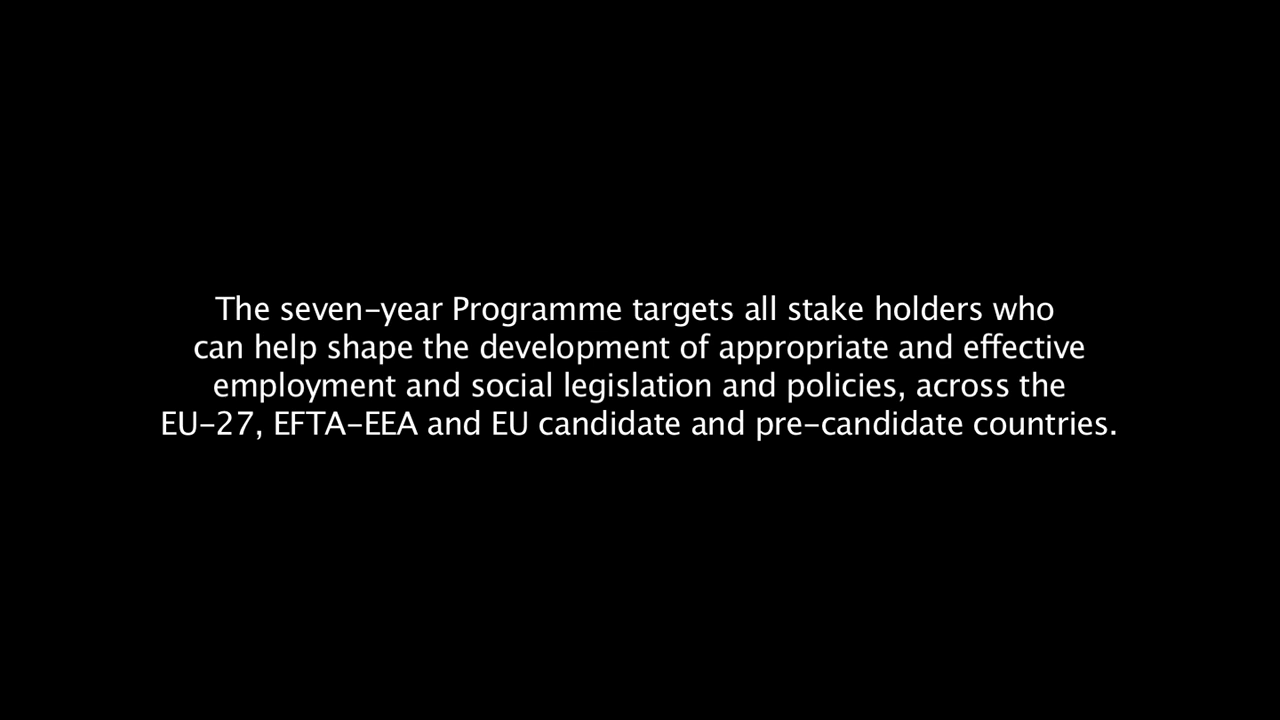 The seven-year Programme targets all stake holders who
can help shape the development of appropriate and effective
employment and social legislation and policies, across the
EU-27, EFTA-EEA and EU candidate and pre-candidate countries.